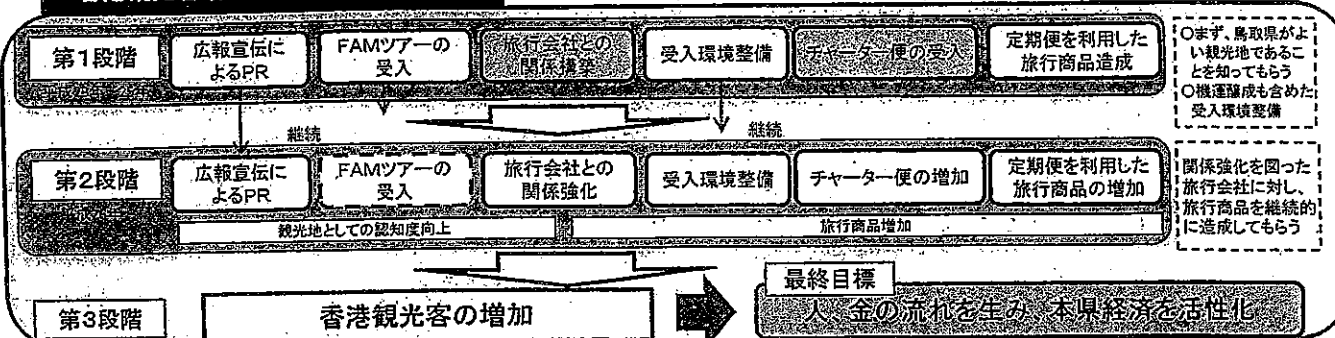 第1段階
広報宣伝に
よるPR
FAMツアーの
受入
旅行会社との
関係構築
受入環境整備
チャーター便の受入
定期便を利用した
旅行商品造成
○まず、鳥取県がよ
い観光地であるこ
とを知ってもらう
○機運醸成も含めた
受入環境整備
継続
継続
第2段階
広報宣伝に
よるPR
FAMツアーの
受入
旅行会社との
関係強化
受入環境整備
チャーター便の増加
定期便を利用した
旅行商品の増加
関係強化を図った
旅行会社に対し、
旅行商品を継続的
に造成してもらう
観光地としての認知度向上
旅行商品増加
第3段階
香港観光客の増加
最終目標
人、金の流れを生み 本県経済を活性化